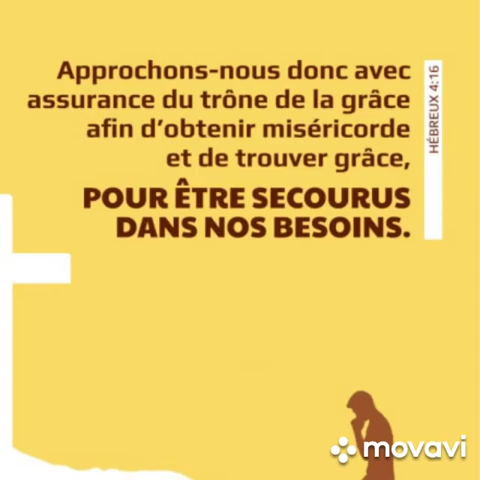 Approchons-nous donc avec
assurance du trône de la grâce
afin d’obtenir miséricorde
et de trouver grâce,
POUR ÊTRE SECOURUS
DANS NOS BESOINS.
HÉBREUX 4:16
movavi